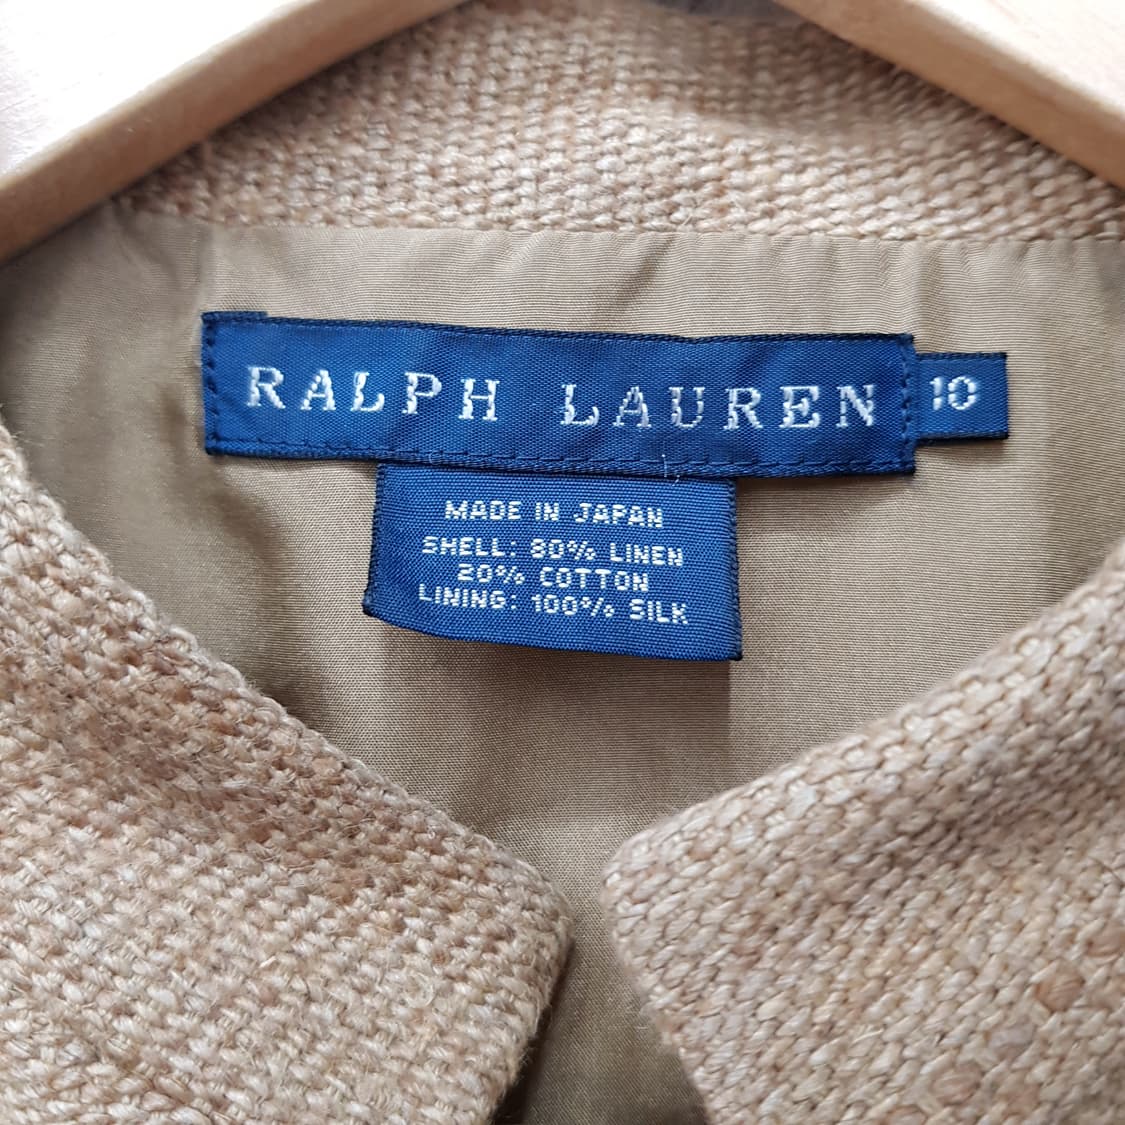 RALPH LAUREN
10
MADE IN JAPAN
SHELL: 80% LINEN
20% COTTON
LINING: 100% SILK